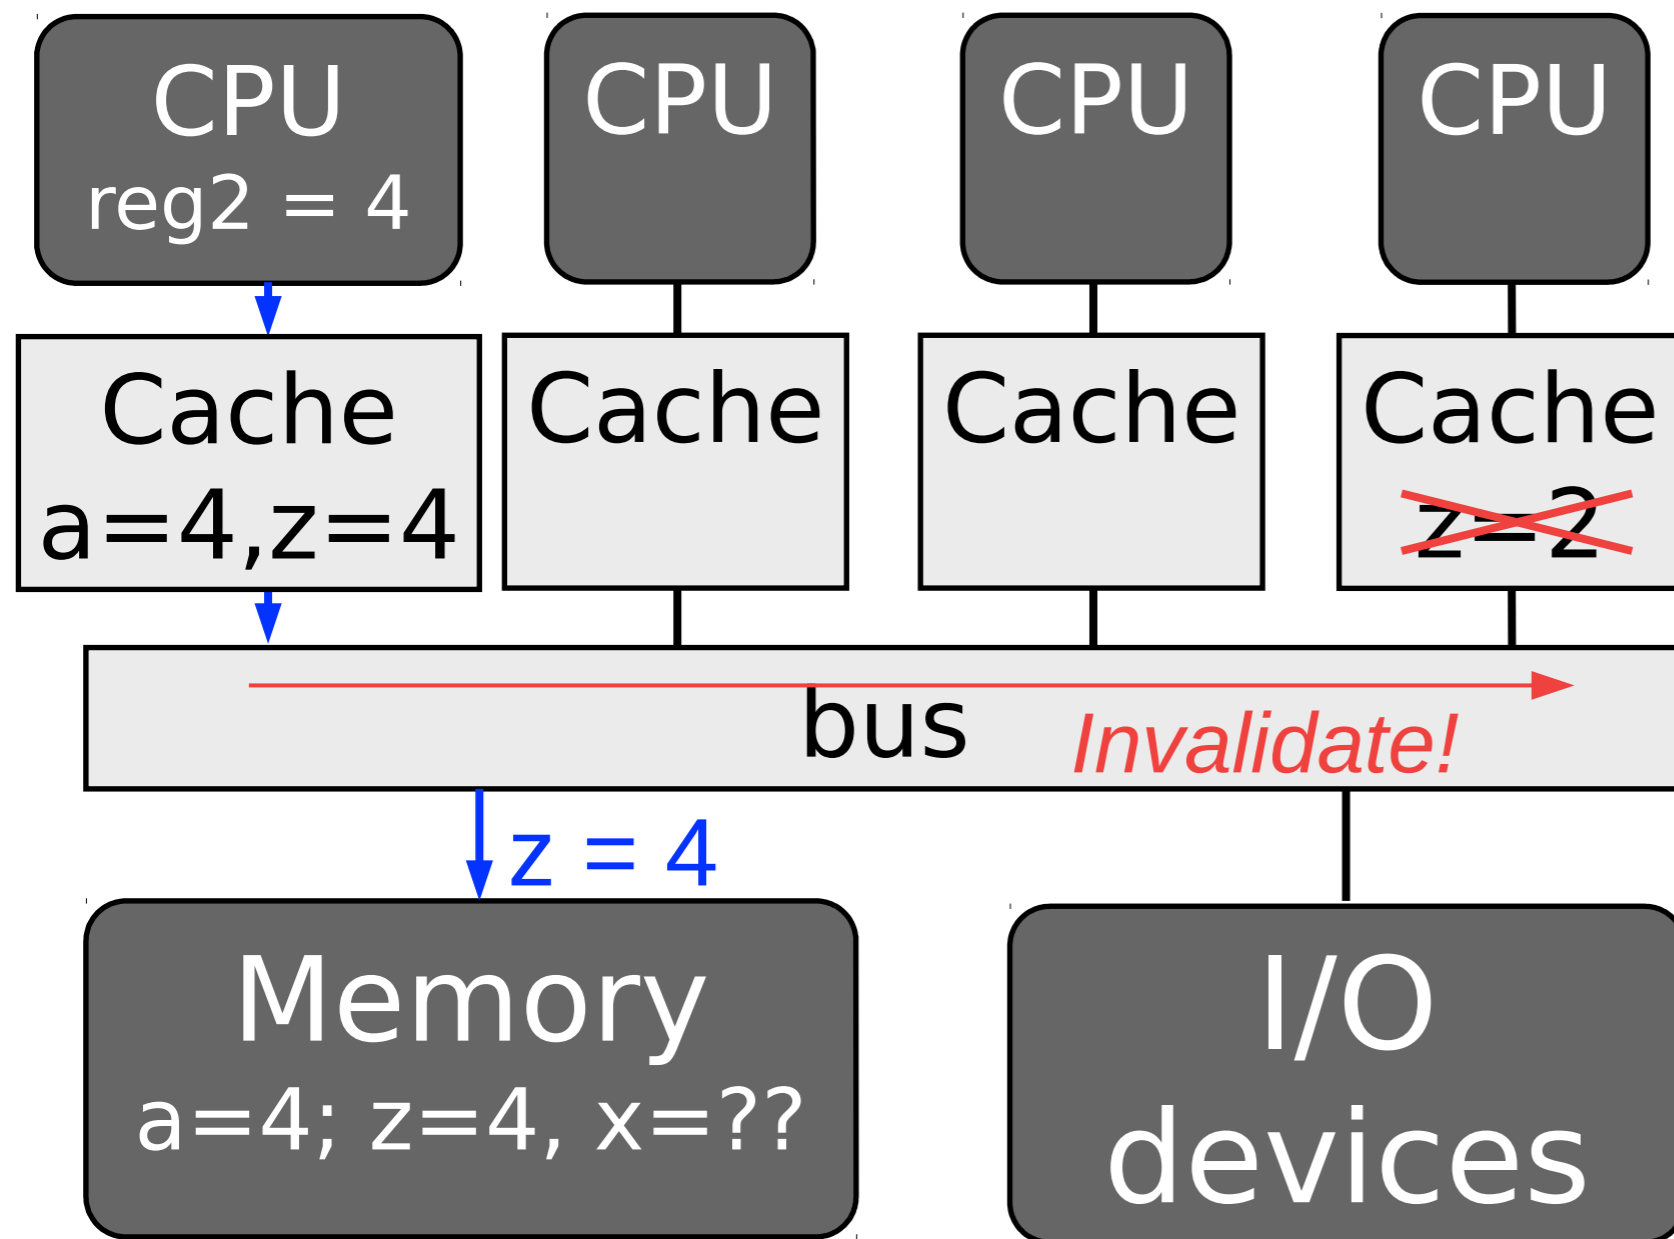 CPU
reg2 = 4
CPU
CPU
CPU
Cache
a=4,z=4
Cache
Cache
Cache
z=2
bus
Invalidate!
z = 4
Memory
a=4; z=4, x=??
I/O
devices